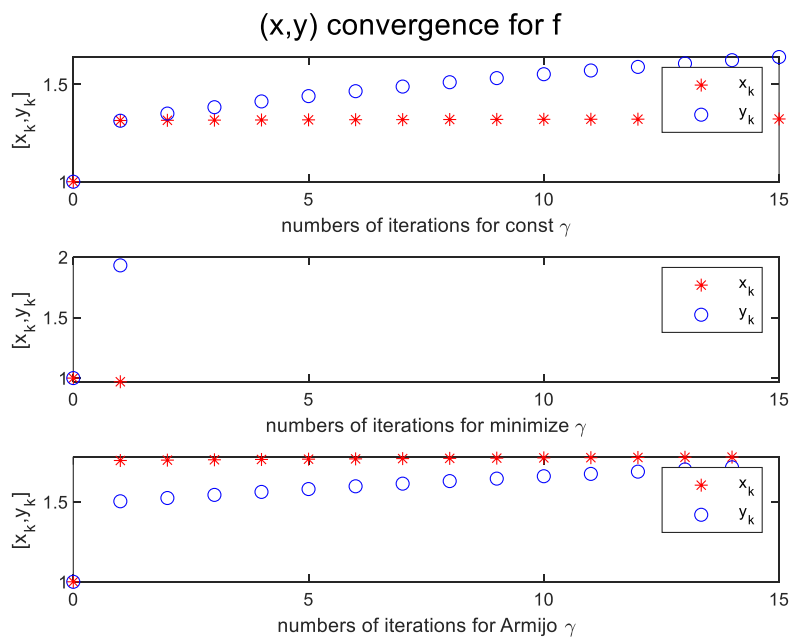 (x,y) convergence for f
[x_k,y_k]
1.5
1
0 5 10 15
x_k
y_k
numbers of iterations for const γ
[x_k,y_k]
2
1.5
1
0 5 10 15
x_k
y_k
numbers of iterations for minimize γ
[x_k,y_k]
1.5
1
0 5 10 15
x_k
y_k
numbers of iterations for Armijo γ